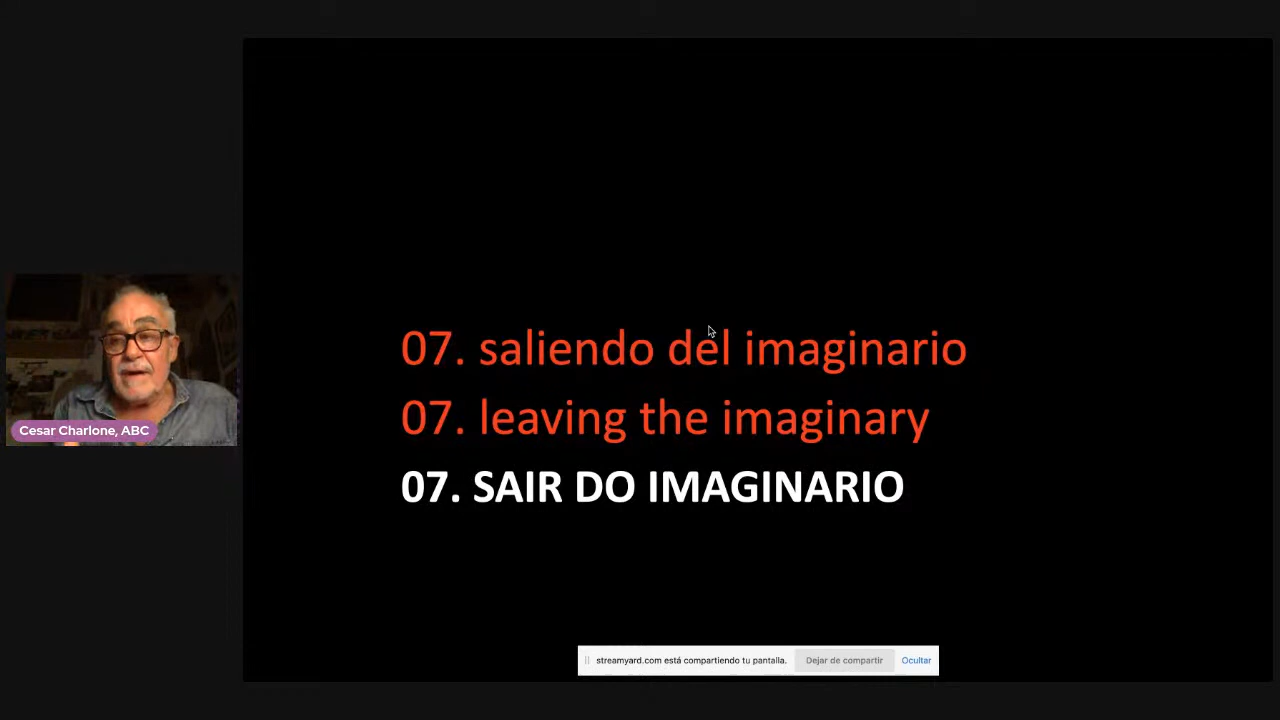 07. saliendo del imaginario
07. leaving the imaginary
07. SAIR DO IMAGINARIO
Cesar Charlone, ABC
streamyard.com está compartiendo tu pantalla. Dejar de compartir Ocultar